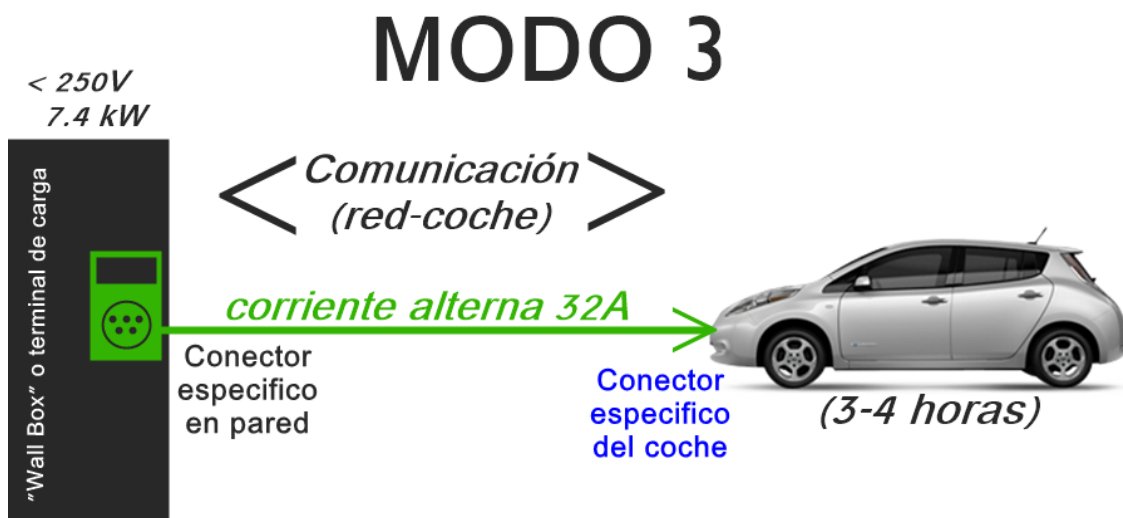 MODO 3
< 250V
7.4 kW
"Wall Box" o terminal de carga
Comunicación
(red-coche)
corriente alterna 32A
Conector
especifico
en pared
Conector
especifico
del coche
(3-4 horas)